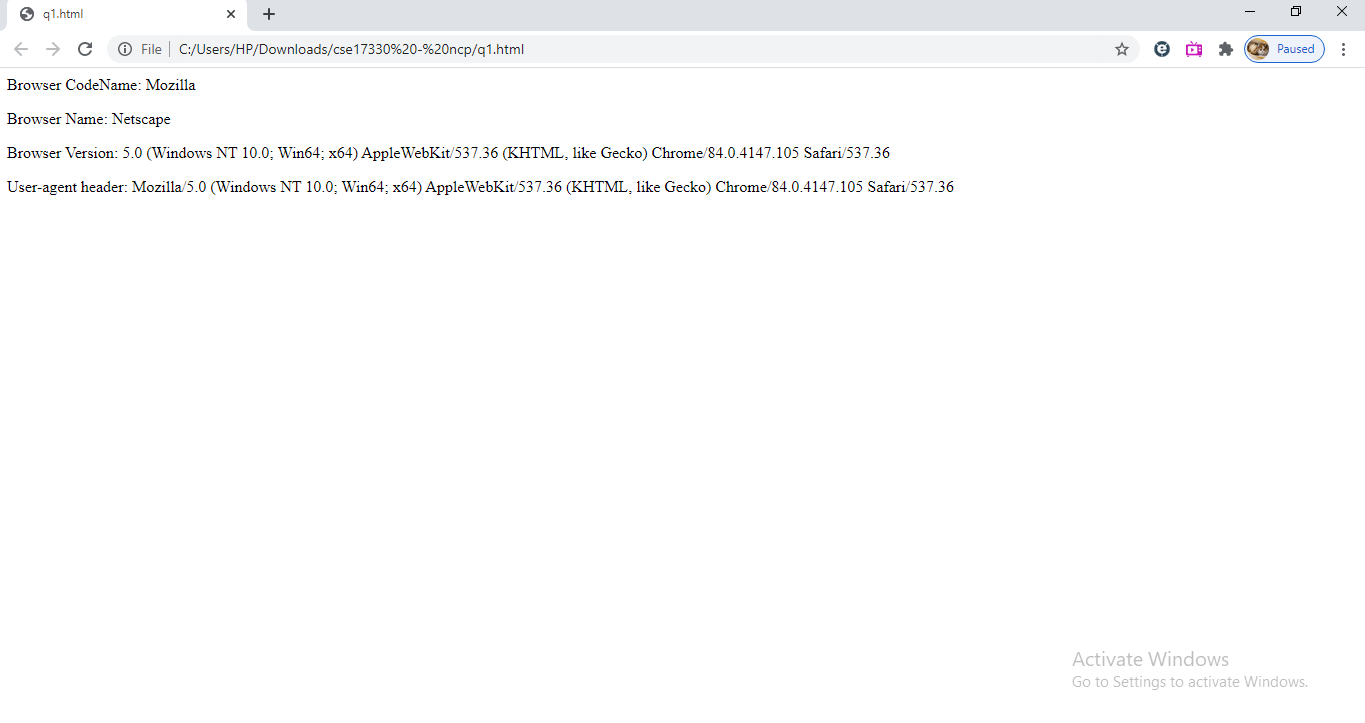 q1.html
File C:/Users/HP/Downloads/cse17330%20-%20ncp/q1.html
Paused
Browser CodeName: Mozilla
Browser Name: Netscape
Browser Version: 5.0 (Windows NT 10.0; Win64; x64) AppleWebKit/537.36 (KHTML, like Gecko) Chrome/84.0.4147.105 Safari/537.36
User-agent header: Mozilla/5.0 (Windows NT 10.0; Win64; x64) AppleWebKit/537.36 (KHTML, like Gecko) Chrome/84.0.4147.105 Safari/537.36
Activate Windows
Go to Settings to activate Windows.